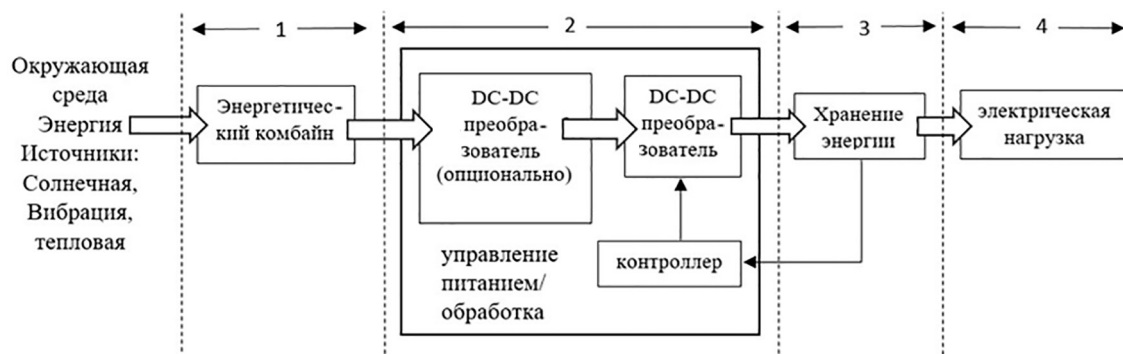 1
2
3
4
Окружающая
среда
Энергия
Источники:
Солнечная,
Вибрация,
тепловая
Энергетичес-
кий комбайн
DC-DC
преобра-
зователь
(опционально)
DC-DC
преобра-
зователь
управление
питанием/
обработка
контроллер
Хранение
энергии
электрическая
нагрузка